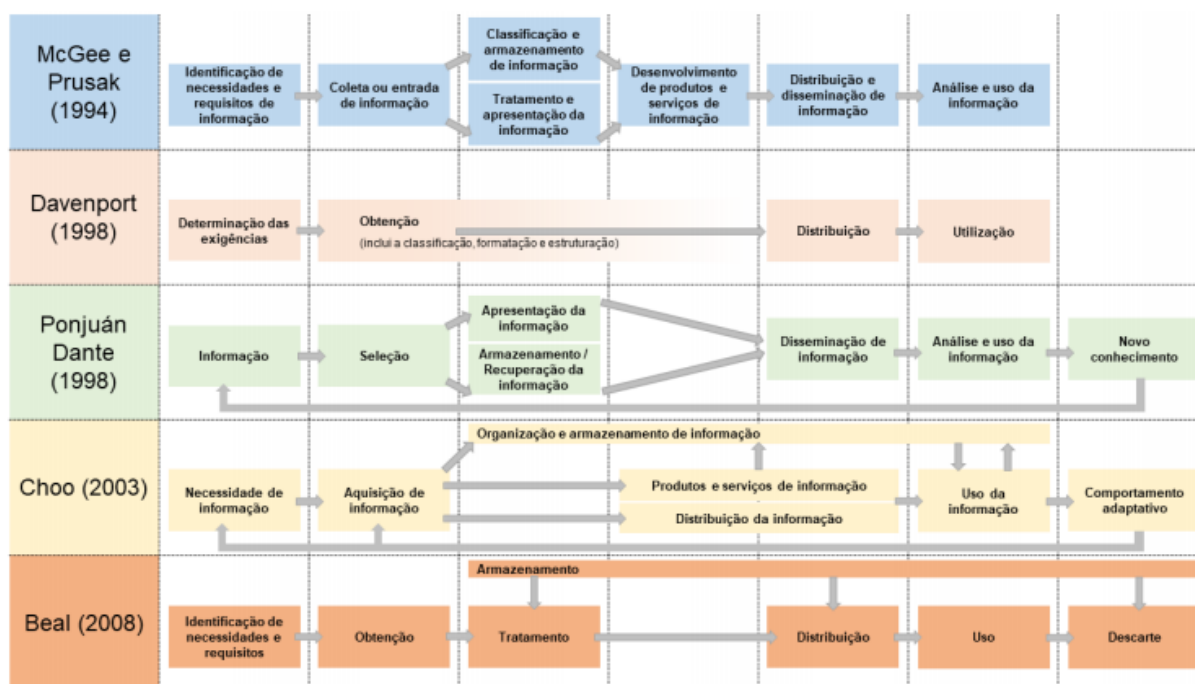 McGee e
Prusak
(1994)
Identificação de
necessidades e
requisitos de
informação
Coleta ou entrada
de informação
Classificação e
armazenamento
de informação
Tratamento e
apresentação da
informação
Desenvolvimento
de produtos e
serviços de
informação
Distribuição e
disseminação de
informação
Análise e uso da
informação
Davenport
(1998)
Determinação das
exigências
Obtenção
(inclui a classificação, formatação e estruturação)
Distribuição
Utilização
Ponjuán
Dante
(1998)
Informação
Seleção
Apresentação da
informação
Armazenamento /
Recuperação da
informação
Disseminação de
informação
Análise e uso da
informação
Novo
conhecimento
Choo (2003)
Necessidade de
informação
Aquisição de
informação
Organização e armazenamento de informação
Produtos e serviços de informação
Distribuição da informação
Uso da
informação
Comportamento
adaptativo
Beal (2008)
Identificação de
necessidades e
requisitos
Obtenção
Armazenamento
Tratamento
Distribuição
Uso
Descarte